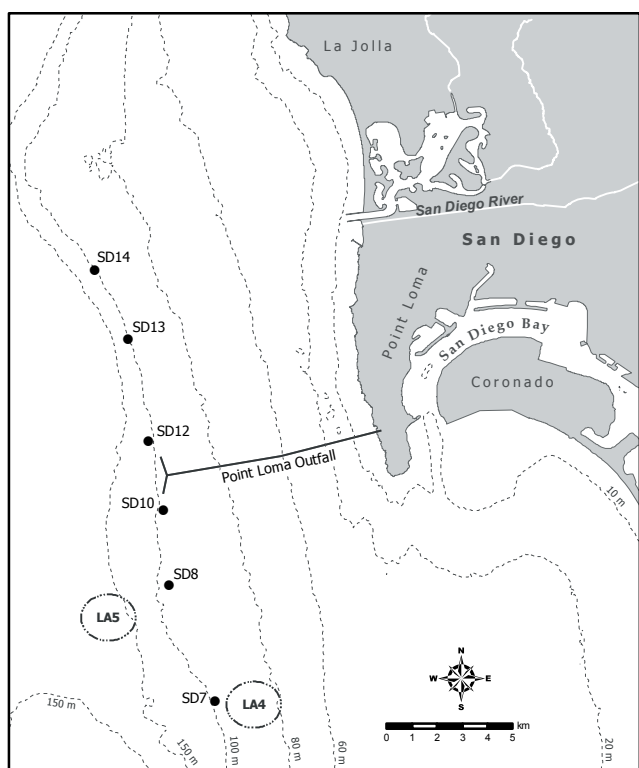 La Jolla
San Diego River
San Diego
SD14
Point Loma
SD13
San Diego Bay
Coronado
SD12
Point Loma Outfall
10 m
SD10
SD8
LA5
N
W E
S
SD7
LA4
150 m
km
0 1 2 3 4 5
150 m
100 m
80 m
60 m
20 m